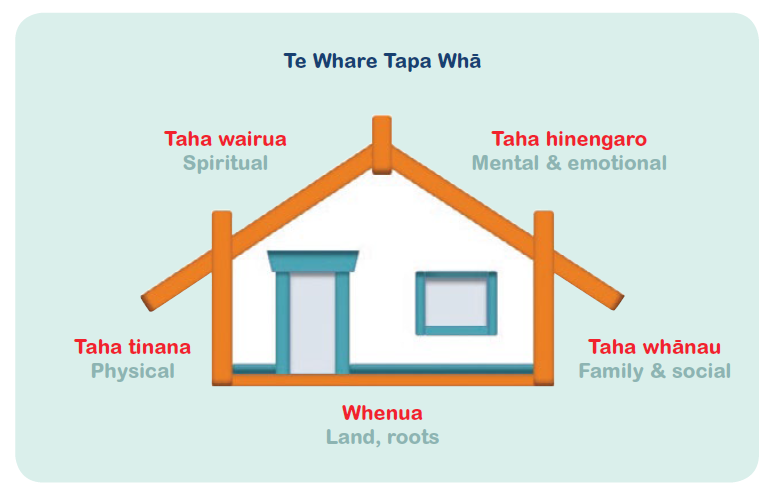 Te Whare Tapa Whā
Taha wairua
Spiritual
Taha hinengaro
Mental & emotional
Taha tinana
Physical
Taha whānau
Family & social
Whenua
Land, roots